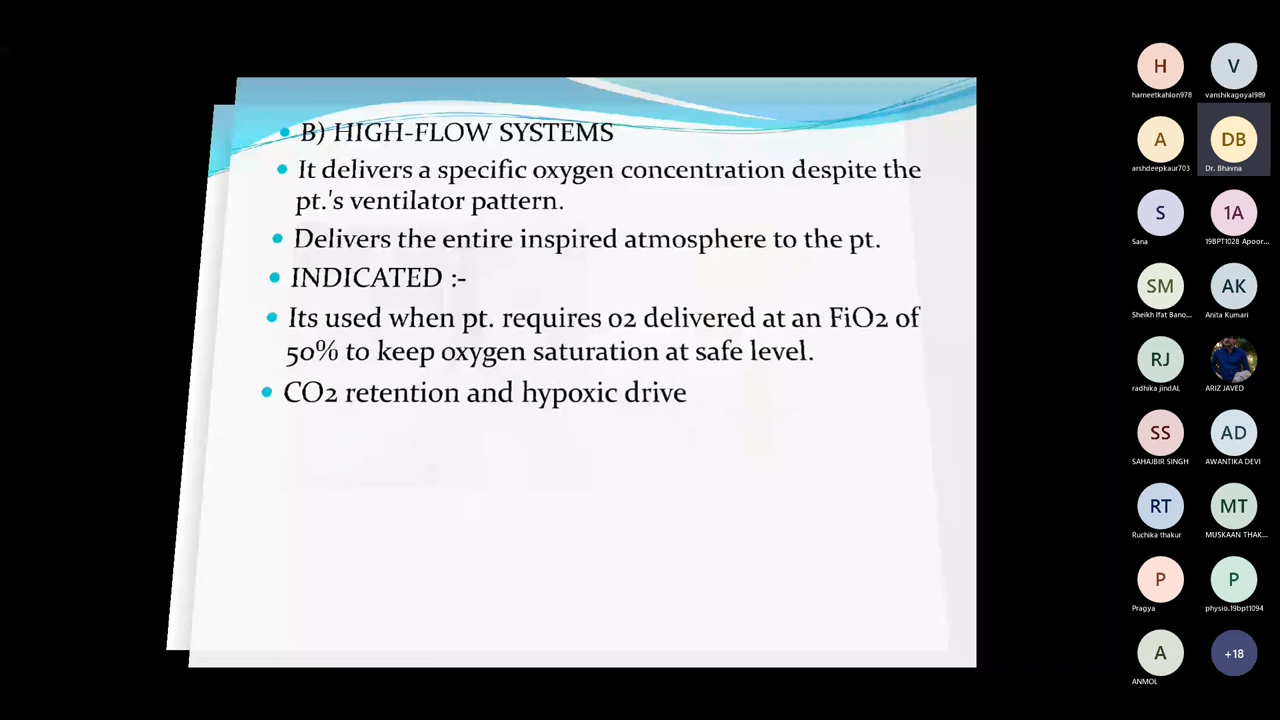 B) HIGH-FLOW SYSTEMS
It delivers a specific oxygen concentration despite the
pt.'s ventilator pattern.
Delivers the entire inspired atmosphere to the pt.
INDICATED :-
Its used when pt. requires o2 delivered at an FiO2 of
50% to keep oxygen saturation at safe level.
CO2 retention and hypoxic drive
H
V
harneetkahlon978
vanshikagoyal989
A
DB
arshdeepkaur703
Dr. Bhavna
S
1A
Sana
19BPT1028 Apoor...
SM
AK
Sheikh Ifat Bano...
Anita Kumari
RJ
radhika jindAL
ARIZ JAVED
SS
AD
SAHAJBIR SINGH
AWANTIKA DEVI
RT
MT
Ruchika thakur
MUSKAAN THAK...
P
P
Pragya
physio.19bpt1094
A
+18
ANMOL